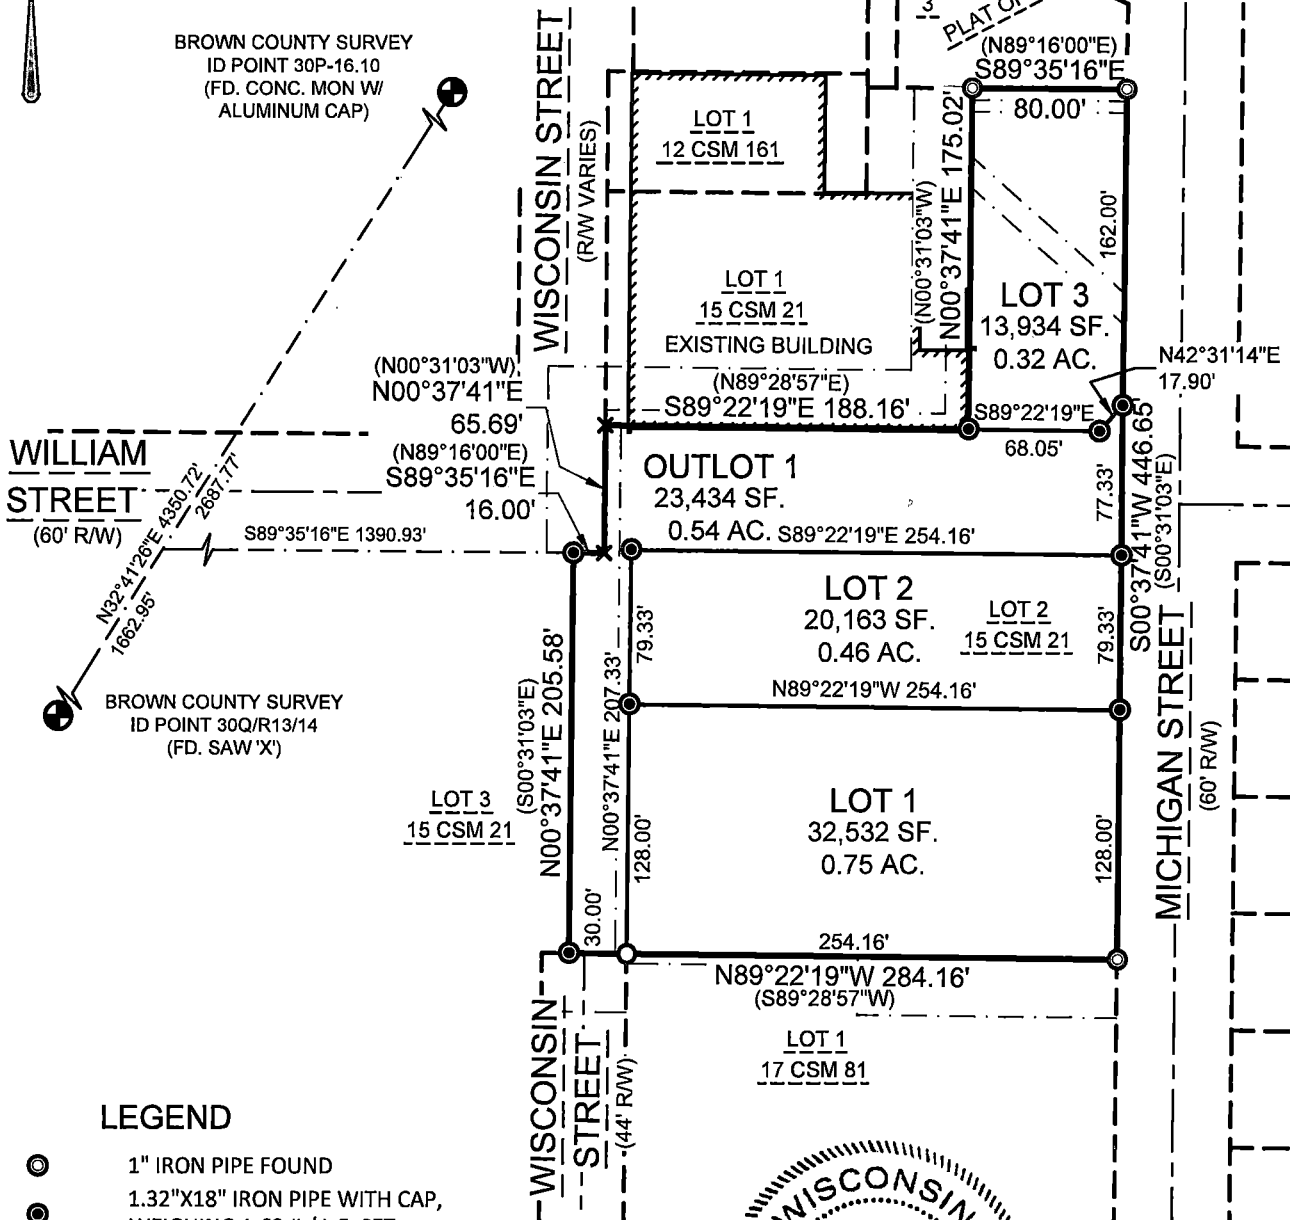 BROWN COUNTY SURVEY
ID POINT 30P-16.10
(FD. CONC. MON W/
ALUMINUM CAP)
WISCONSIN STREET
(R/W VARIES)
3
PLAT OF
(N89°16'00"E)
S89°35'16"E
80.00'
LOT 1
12 CSM 161
(N00°31'03"W)
N00°37'41"E 175.02'
162.00'
LOT 1
15 CSM 21
EXISTING BUILDING
LOT 3
13,934 SF.
0.32 AC.
N42°31'14"E
17.90'
(N00°31'03"W)
N00°37'41"E
65.69'
(N89°28'57"E)
S89°22'19"E 188.16'
S89°22'19"E
68.05'
WILLIAM
STREET
(60' R/W)
(N89°16'00"E)
S89°35'16"E
16.00'
OUTLOT 1
23,434 SF.
0.54 AC.
S89°22'19"E 254.16'
77.33'
S00°37'41"W 446.65'
(S00°31'03"E)
S89°35'16"E 1390.93'
N32°41'26"E 4350.72'
2687.77'
1662.95'
BROWN COUNTY SURVEY
ID POINT 30Q/R13/14
(FD. SAW 'X')
LOT 2
20,163 SF.
0.46 AC.
LOT 2
15 CSM 21
79.33'
79.33'
N89°22'19"W 254.16'
(S00°31'03"E)
N00°37'41"E 205.58'
N00°37'41"E 207.33'
MICHIGAN STREET
(60' R/W)
LOT 3
15 CSM 21
LOT 1
32,532 SF.
0.75 AC.
128.00'
128.00'
30.00'
254.16'
N89°22'19"W 284.16'
(S89°28'57"W)
WISCONSIN
STREET
(44' R/W)
LOT 1
17 CSM 81
LEGEND
1" IRON PIPE FOUND
1.32"X18" IRON PIPE WITH CAP,
WISCONSIN